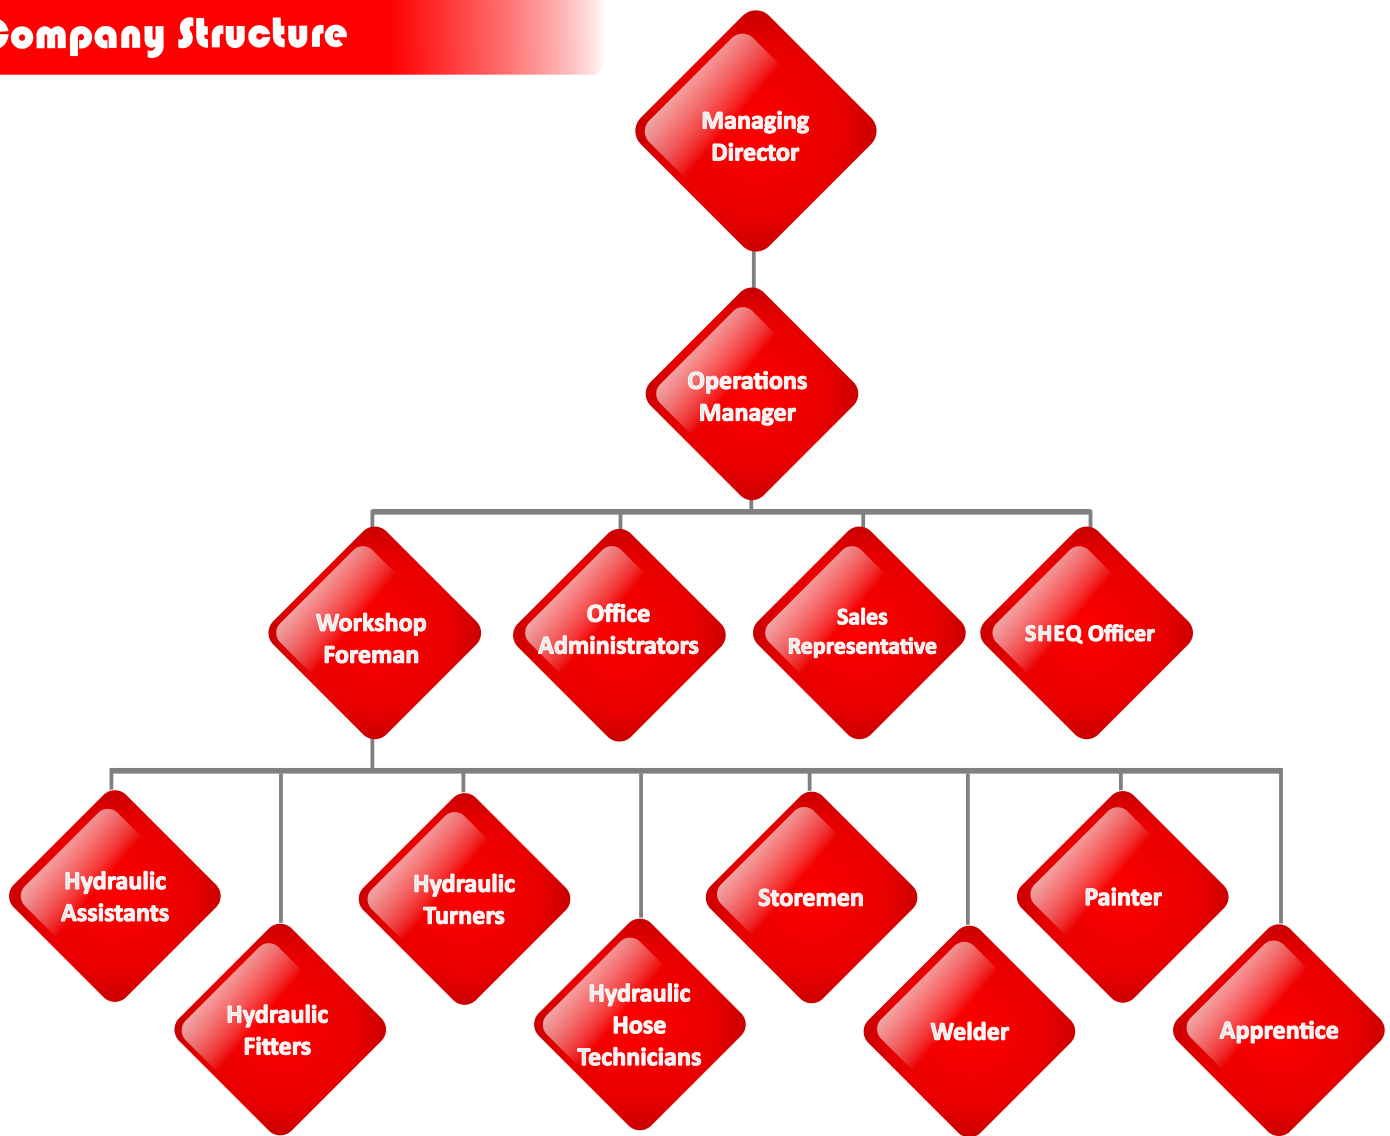 Company Structure
Managing
Director
Operations
Manager
Workshop
Foreman
Office
Administrators
Sales
Representative
SHEQ Officer
Hydraulic
Assistants
Hydraulic
Fitters
Hydraulic
Turners
Hydraulic
Hose
Technicians
Storemen
Welder
Painter
Apprentice